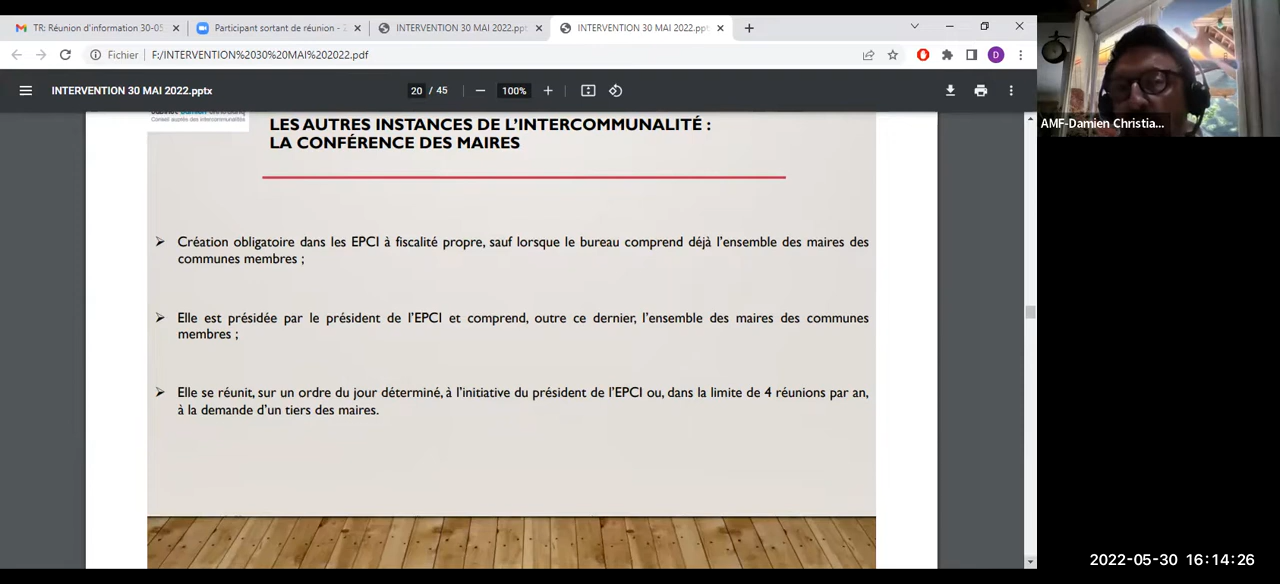 TR: Réunion d'information 30-05
Participant sortant de réunion - Z
INTERVENTION 30 MAI 2022.ppt
INTERVENTION 30 MAI 2022.ppt
Fichier
F:/INTERVENTION%2030%20MAI%202022.pdf
D
INTERVENTION 30 MAI 2022.pptx
20 / 45
100%
AMF-Damien Christia...
Conseil auprès des intercommunalités
LES AUTRES INSTANCES DE L'INTERCOMMUNALITÉ :
LA CONFÉRENCE DES MAIRES
Création obligatoire dans les EPCI à fiscalité propre, sauf lorsque le bureau comprend déjà l'ensemble des maires des
communes membres ;
Elle est présidée par le président de l'EPCI et comprend, outre ce dernier, l'ensemble des maires des communes
membres ;
Elle se réunit, sur un ordre du jour déterminé, à l'initiative du président de l'EPCI ou, dans la limite de 4 réunions par an,
à la demande d'un tiers des maires.
2022-05-30 16:14:26